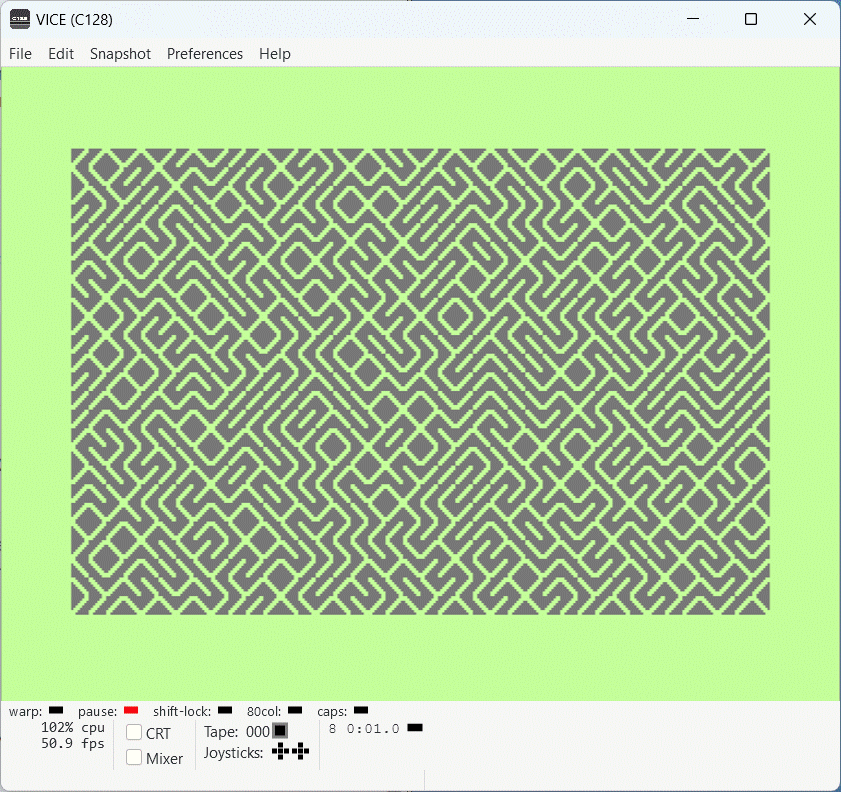 C128 VICE (C128)
File Edit Snapshot Preferences Help
warp: pause: shift-lock: 80col: caps:
102% cpu
50.9 fps
CRT
Mixer
Tape: 000
Joysticks:
8 0:01.0